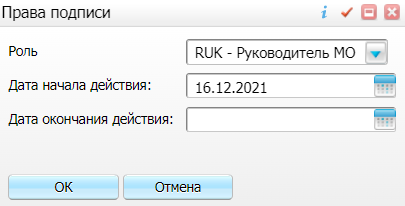 Права подписи
Роль RUK - Руководитель МО
Дата начала действия: 16.12.2021
Дата окончания действия:
ОК Отмена